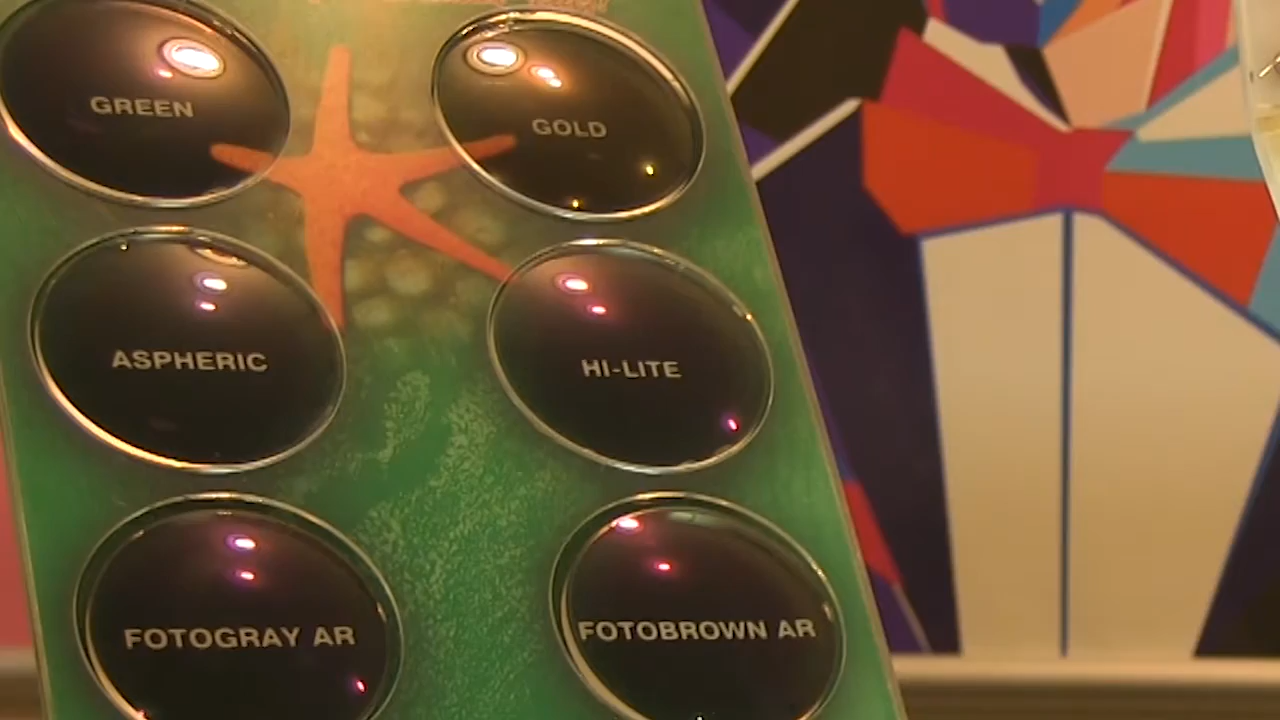 GREEN
GOLD
ASPHERIC
HI-LITE
FOTOGRAY AR
FOTOBROWN AR